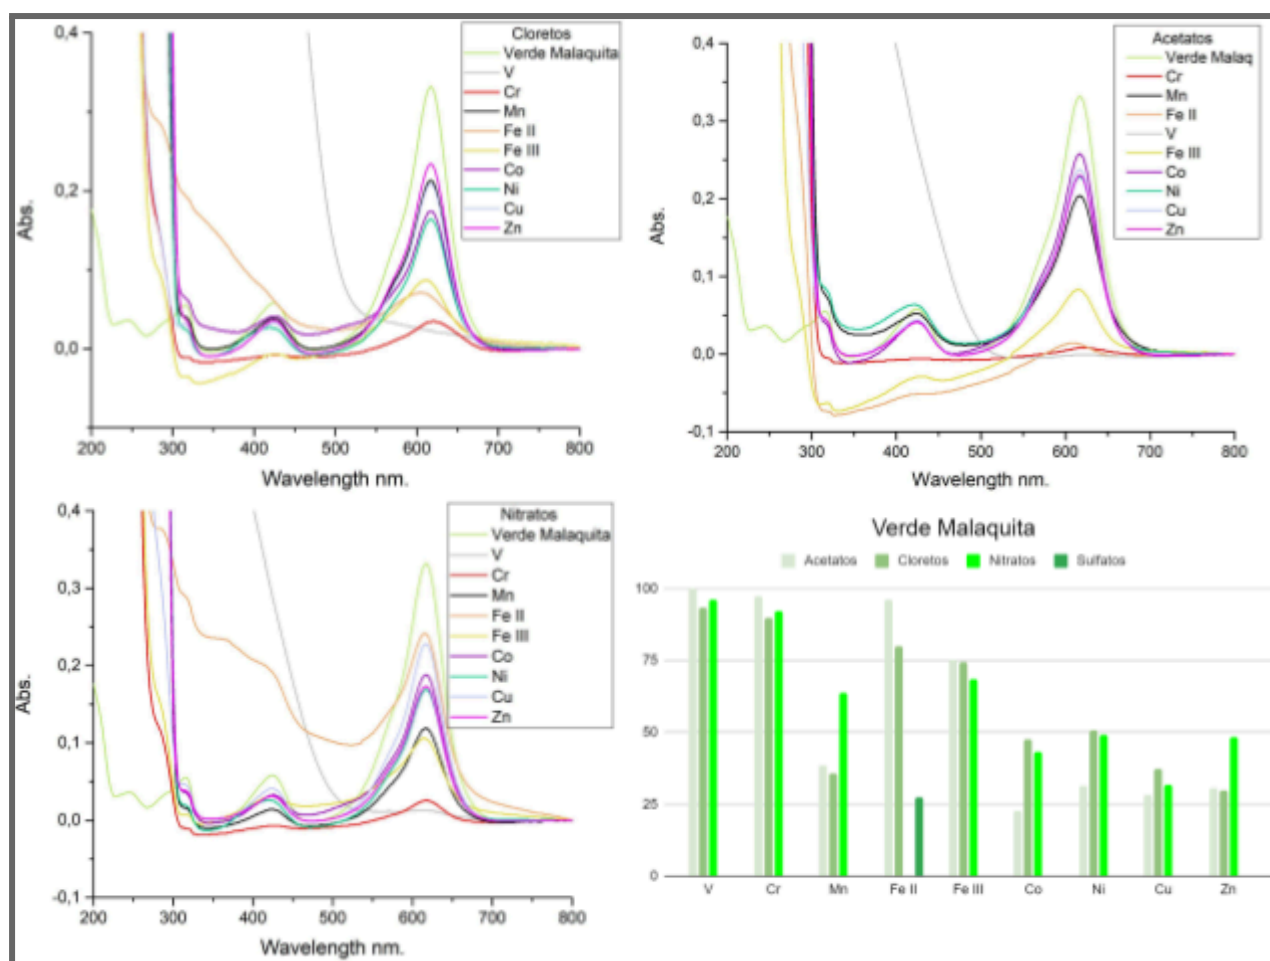 0,4
0,2
0,0
Abs.
200 300 400 500 600 700 800
Wavelength nm.
Cloretos
Verde Malaquita
V
Cr
Mn
Fe II
Fe III
Co
Ni
Cu
Zn
0,4
0,3
0,2
0,1
0,0
-0,1
Abs.
200 300 400 500 600 700 800
Wavelength nm.
Acetatos
Verde Malaq
Cr
Mn
Fe II
V
Fe III
Co
Ni
Cu
Zn
0,4
0,3
0,2
0,1
0,0
-0,1
Abs.
200 300 400 500 600 700 800
Wavelength nm.
Nitratos
Verde Malaquita
V
Cr
Mn
Fe II
Fe III
Co
Ni
Cu
Zn
Verde Malaquita
Acetatos Cloretos Nitratos Sulfatos
100
75
50
25
0
V Cr Mn Fe II Fe III Co Ni Cu Zn